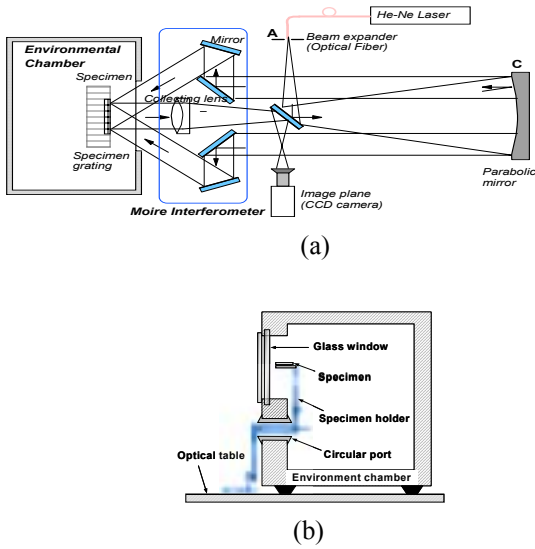 He-Ne Laser
A
Beam expander
(Optical Fiber)
Environmental
Chamber
Mirror
C
Specimen
Collecting lens
Specimen
grating
Image plane
(CCD camera)
Parabolic
mirror
Moire Interferometer
(a)
Glass window
Specimen
Specimen holder
Circular port
Optical table
Environment chamber
(b)